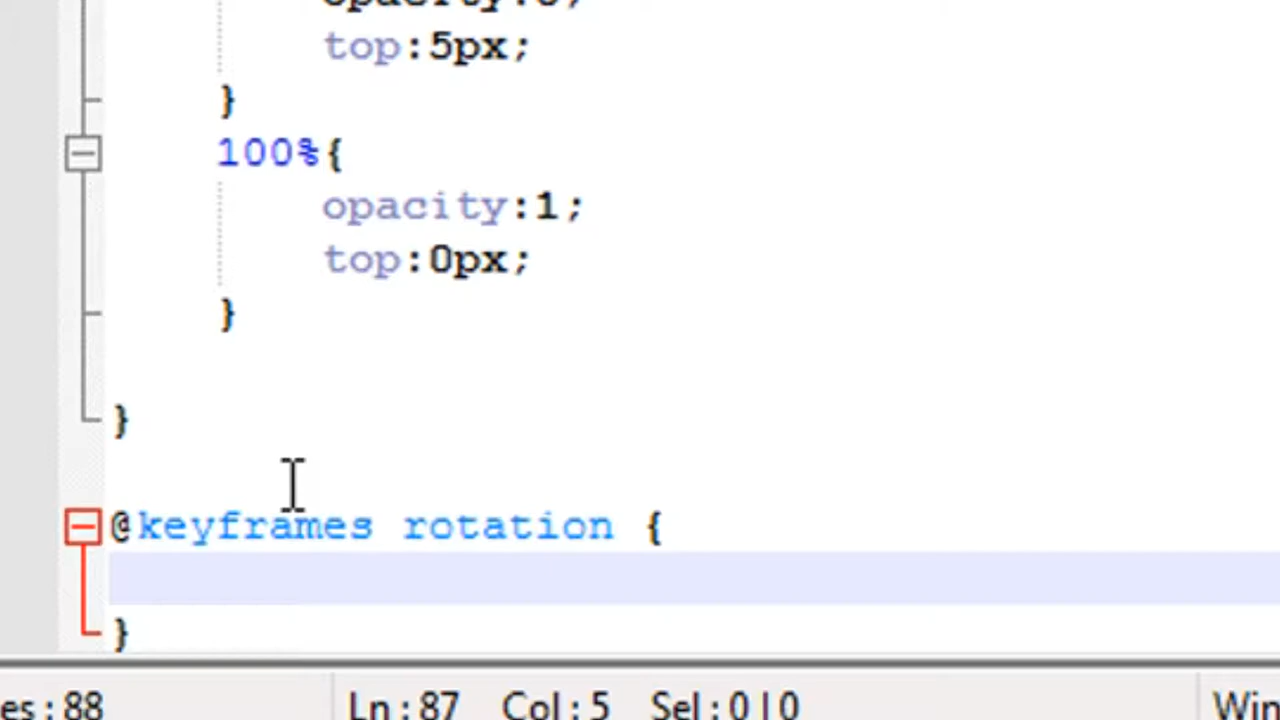 top:5px;
}
100%{
opacity:1;
top:0px;
}
}
@keyframes rotation {
}
es:88 Ln:87 Col:5 Sel:0|0 Win